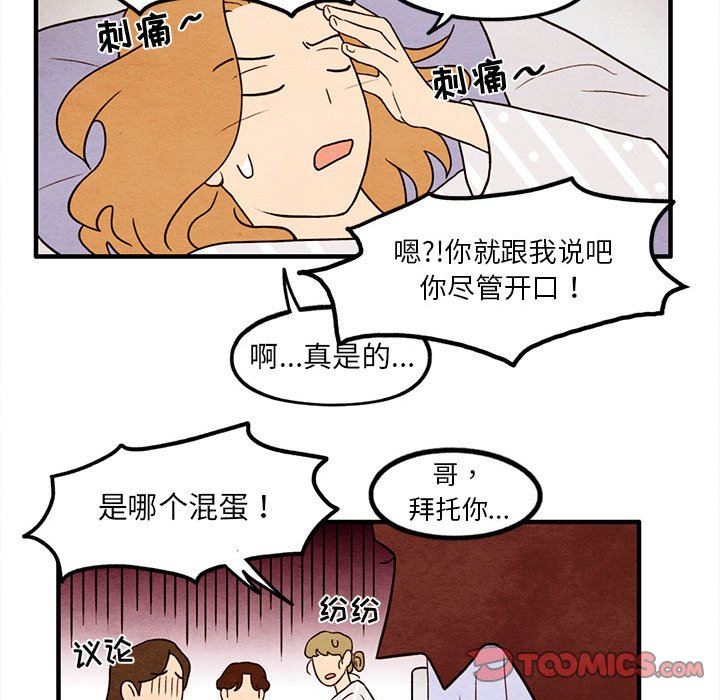 刺痛～
刺痛～
嗯?!你就跟我说吧
你尽管开口！
啊...真是的...
是哪个混蛋！
哥，
拜托你...
纷纷
议论
TOOMICS.COM